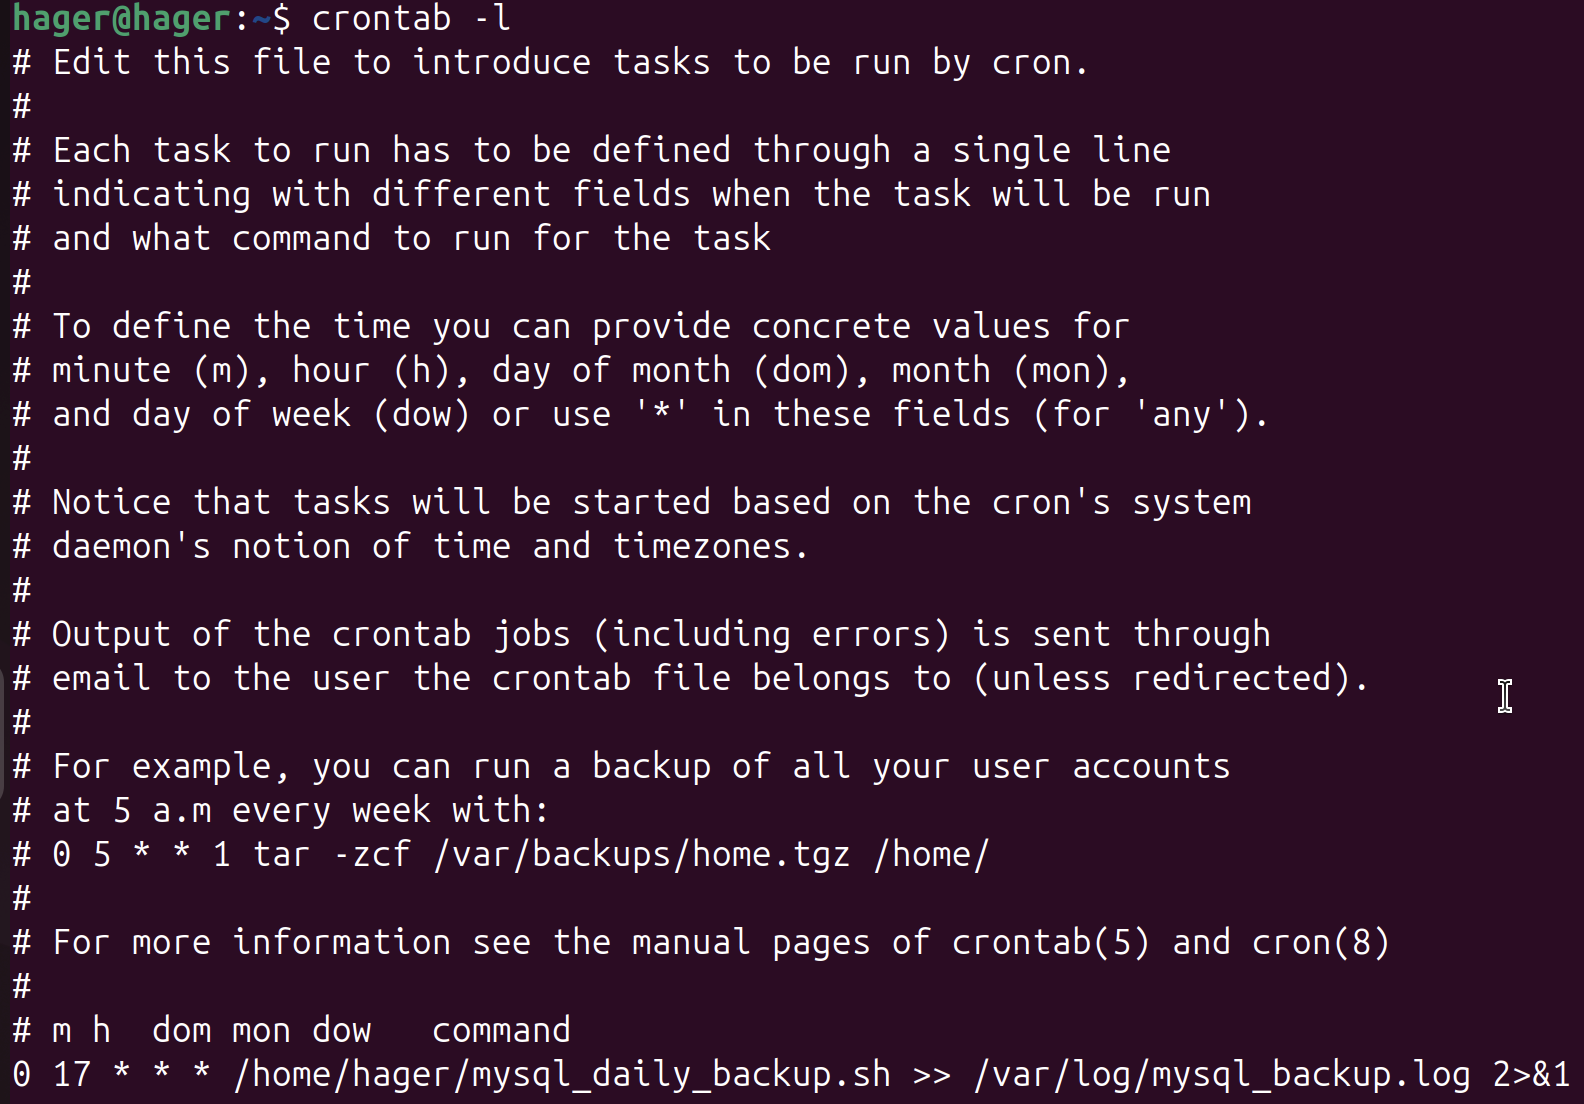 hager@hager:~$ crontab -l
# Edit this file to introduce tasks to be run by cron.
#
# Each task to run has to be defined through a single line
# indicating with different fields when the task will be run
# and what command to run for the task
#
# To define the time you can provide concrete values for
# minute (m), hour (h), day of month (dom), month (mon),
# and day of week (dow) or use '*' in these fields (for 'any').
#
# Notice that tasks will be started based on the cron's system
# daemon's notion of time and timezones.
#
# Output of the crontab jobs (including errors) is sent through
# email to the user the crontab file belongs to (unless redirected).
#
# For example, you can run a backup of all your user accounts
# at 5 a.m every week with:
# 0 5 * * 1 tar -zcf /var/backups/home.tgz /home/
#
# For more information see the manual pages of crontab(5) and cron(8)
#
# m h  dom mon dow   command
0 17 * * * /home/hager/mysql_daily_backup.sh >> /var/log/mysql_backup.log 2>&1